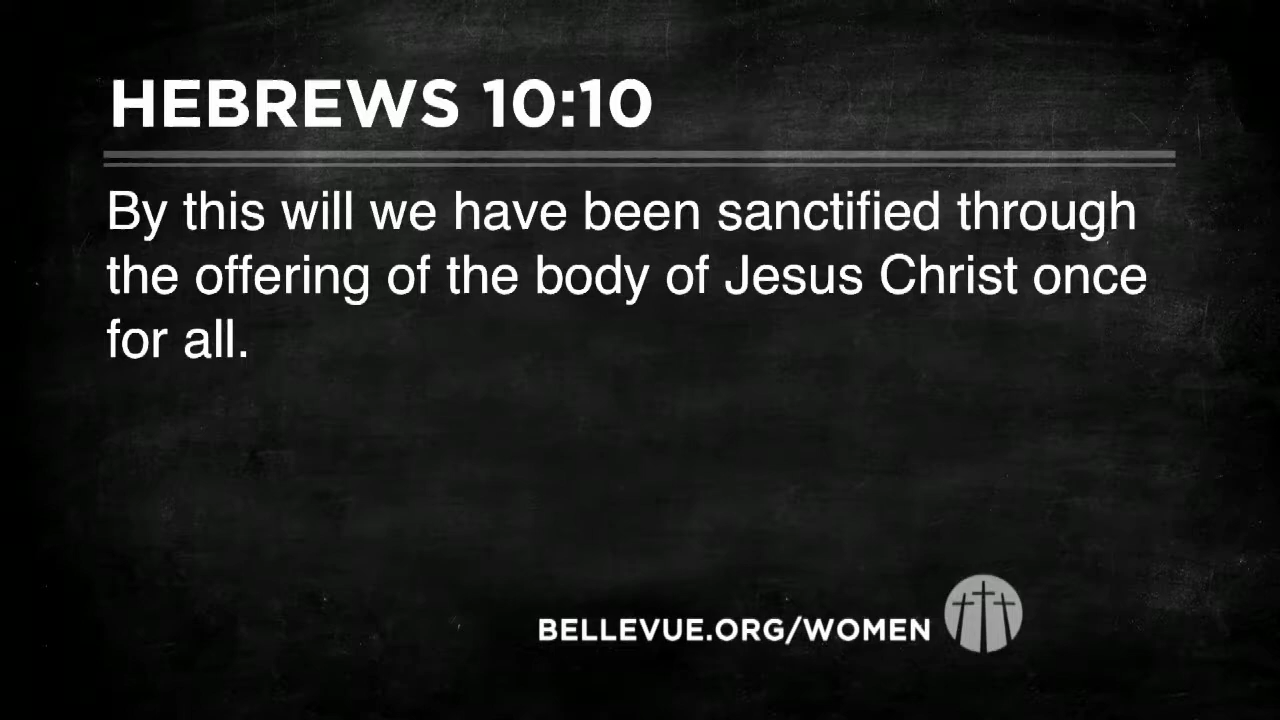 HEBREWS 10:10
By this will we have been sanctified through
the offering of the body of Jesus Christ once
for all.
BELLEVUE.ORG/WOMEN